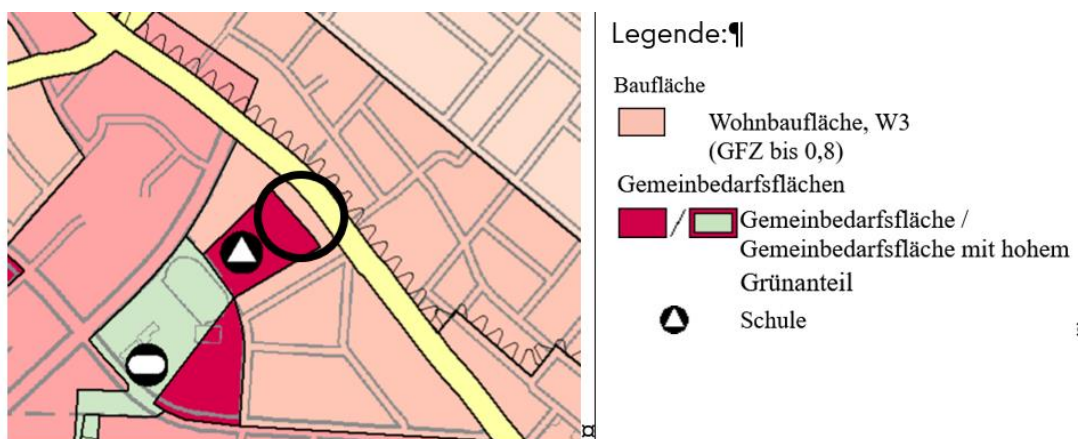 Legende:¶
Baufläche
Wohnbaufläche, W3
(GFZ bis 0,8)
Gemeinbedarfsflächen
/ Gemeinbedarfsfläche /
Gemeinbedarfsfläche mit hohem
Grünanteil
Schule
¤